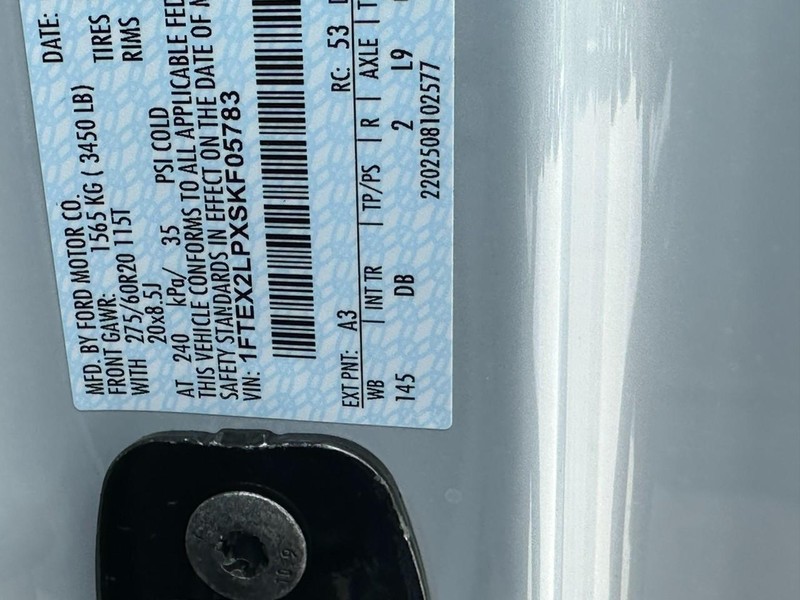 MFD. BY FORD MOTOR CO.
DATE:
FRONT GAWR: 1565 KG ( 3450 LB)
WITH 275/60R20 115T TIRES
20x8.5J RIMS
AT 240 kPa/ 35 PSI COLD
THIS VEHICLE CONFORMS TO ALL APPLICABLE FED
SAFETY STANDARDS IN EFFECT ON THE DATE OF
VIN: 1FTEX2LPXSKF05783
EXT PNT: A3 RC: 53
WB INT TR TP/PS R AXLE
145 DB 2 L9
2202508102577
10.9